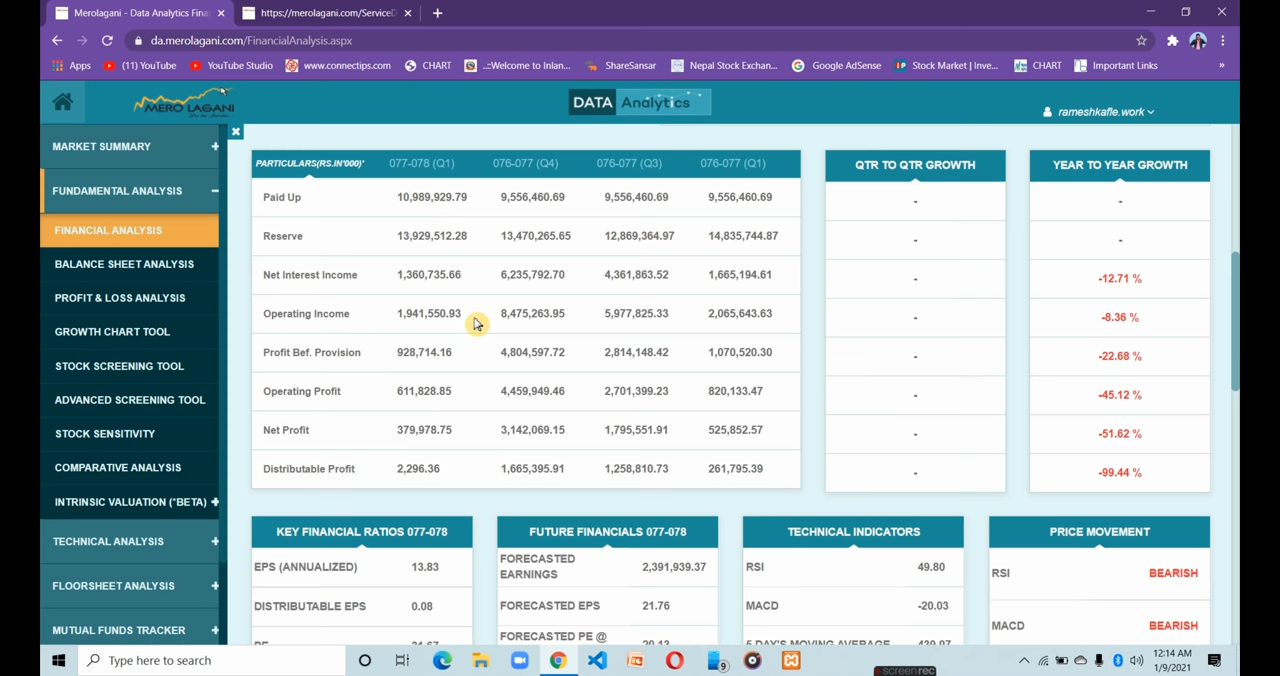 Merolagani - Data Analytics Fina × https://merolagani.com/ServiceD × +
da.merolagani.com/FinancialAnalysis.aspx
Apps (11) YouTube YouTube Studio www.connectips.com CHART ..::Welcome to Inlan... ShareSansar Nepal Stock Exchan... Google AdSense Stock Market | Inve... CHART Important Links »
MERO LAGANI DATA Analytics rameshkafle.work
MARKET SUMMARY +
FUNDAMENTAL ANALYSIS −
FINANCIAL ANALYSIS
BALANCE SHEET ANALYSIS
PROFIT & LOSS ANALYSIS
GROWTH CHART TOOL
STOCK SCREENING TOOL
ADVANCED SCREENING TOOL
STOCK SENSITIVITY
COMPARATIVE ANALYSIS
INTRINSIC VALUATION (*BETA) +
TECHNICAL ANALYSIS +
FLOORSHEET ANALYSIS +
MUTUAL FUNDS TRACKER +
PARTICULARS(RS.IN'000)' 077-078 (Q1) 076-077 (Q4) 076-077 (Q3) 076-077 (Q1) QTR TO QTR GROWTH YEAR TO YEAR GROWTH
Paid Up 10,989,929.79 9,556,460.69 9,556,460.69 9,556,460.69 - -
Reserve 13,929,512.28 13,470,265.65 12,869,364.97 14,835,744.87 - -
Net Interest Income 1,360,735.66 6,235,792.70 4,361,863.52 1,665,194.61 - -12.71 %
Operating Income 1,941,550.93 8,475,263.95 5,977,825.33 2,065,643.63 - -8.36 %
Profit Bef. Provision 928,714.16 4,804,597.72 2,814,148.42 1,070,520.30 - -22.68 %
Operating Profit 611,828.85 4,459,949.46 2,701,399.23 820,133.47 - -45.12 %
Net Profit 379,978.75 3,142,069.15 1,795,551.91 525,852.57 - -51.62 %
Distributable Profit 2,296.36 1,665,395.91 1,258,810.73 261,795.39 - -99.44 %
KEY FINANCIAL RATIOS 077-078
EPS (ANNUALIZED) 13.83
DISTRIBUTABLE EPS 0.08
FUTURE FINANCIALS 077-078
FORECASTED
EARNINGS 2,391,939.37
FORECASTED EPS 21.76
FORECASTED PE @
TECHNICAL INDICATORS
RSI 49.80
MACD -20.03
5 DAY'S MOVING AVERAGE
PRICE MOVEMENT
RSI BEARISH
MACD BEARISH
Type here to search
9
12:14 AM
1/9/2021
screenrec